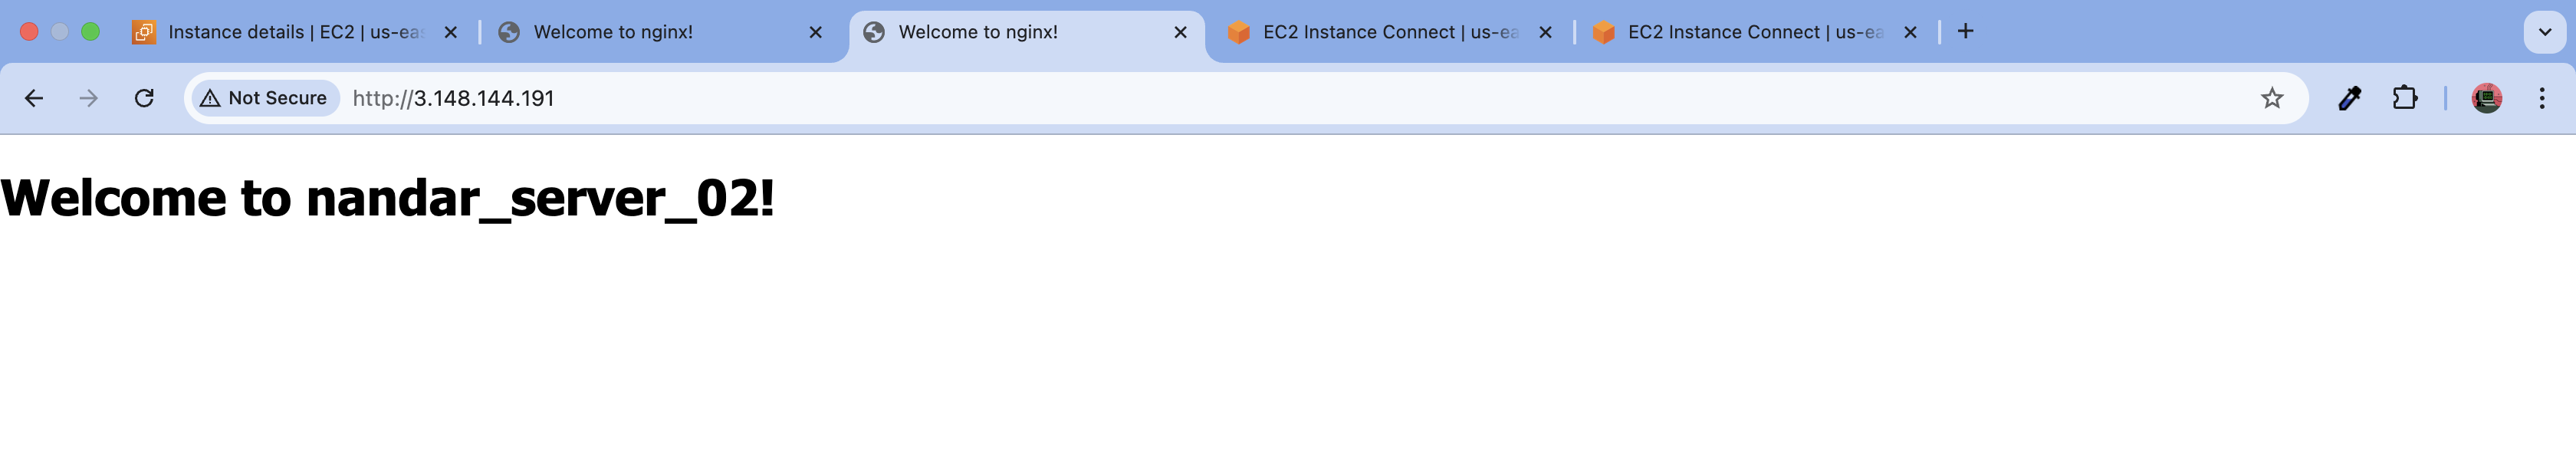 Instance details | EC2 | us-eas
Welcome to nginx!
Welcome to nginx!
EC2 Instance Connect | us-ea
EC2 Instance Connect | us-ea
Not Secure
http://3.148.144.191
Welcome to nandar_server_02!